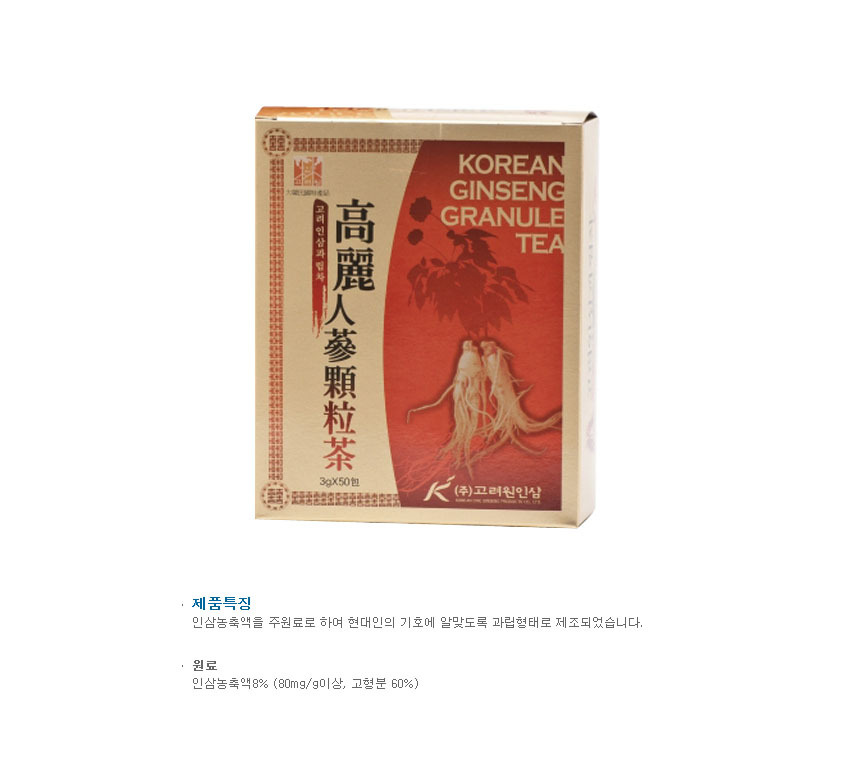 KOREAN
GINSENG
GRANULE
TEA
고려인삼과립차
高麗人蔘顆粒茶
3gX50包
(주)고려원인삼
· 제품특징
인삼농축액을 주원료로 하여 현대인의 기호에 알맞도록 과립형태로 제조되었습니다.
· 원료
인삼농축액8% (80mg/g이상, 고형분 60%)